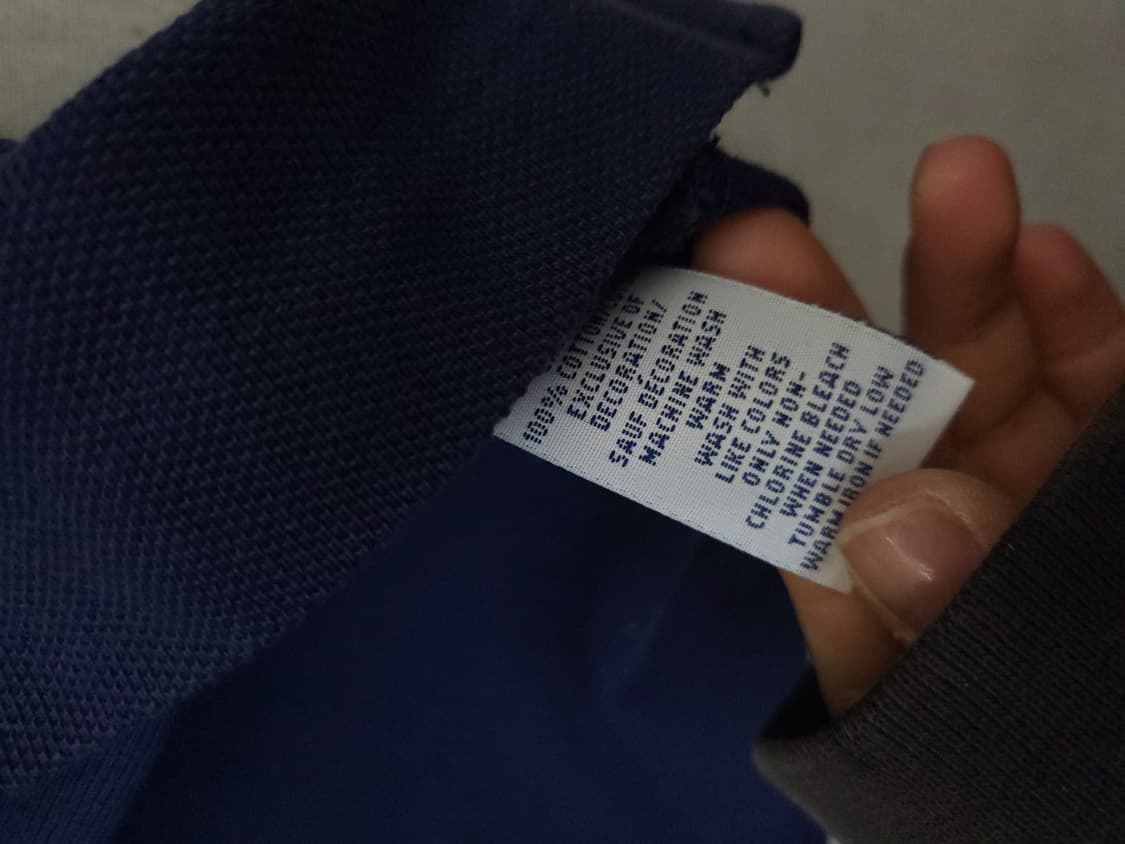 100% COTTON
EXCLUSIVE OF
DECORATION/
SAUF DÉCORATION
MACHINE WASH
WARM
WASH WITH
LIKE COLORS
ONLY NON-
CHLORINE BLEACH
WHEN NEEDED
TUMBLE DRY LOW
WARM IRON IF NEEDED